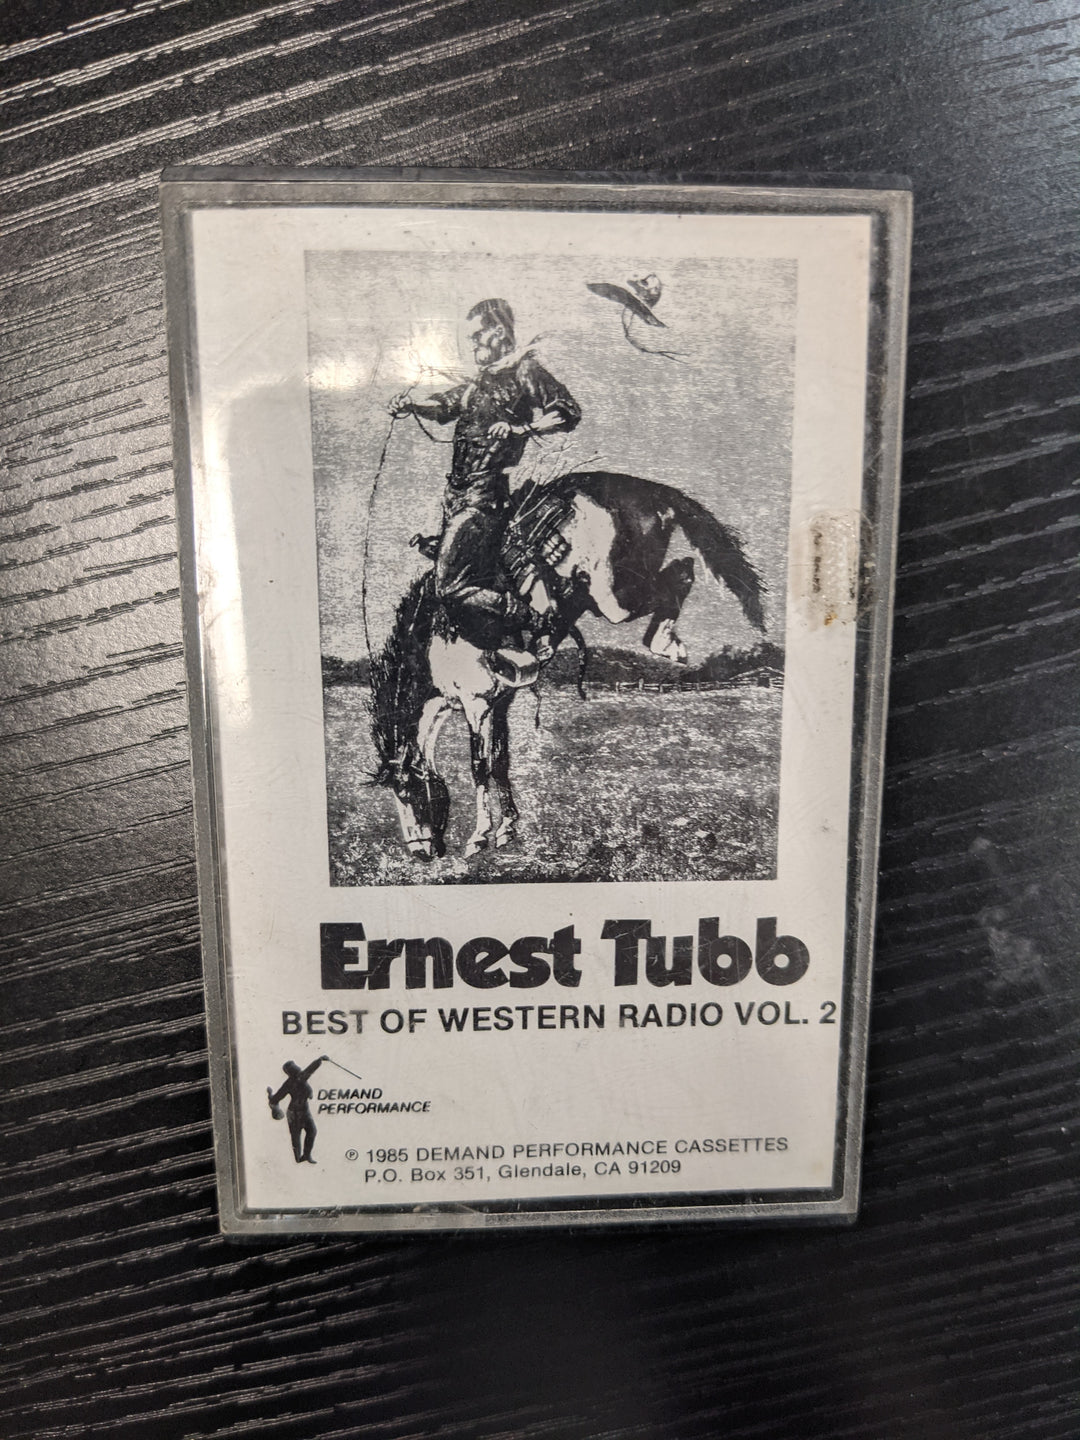 Ernest Tubb
BEST OF WESTERN RADIO VOL. 2
DEMAND
PERFORMANCE
℗ 1985 DEMAND PERFORMANCE CASSETTES
P.O. Box 351, Glendale, CA 91209